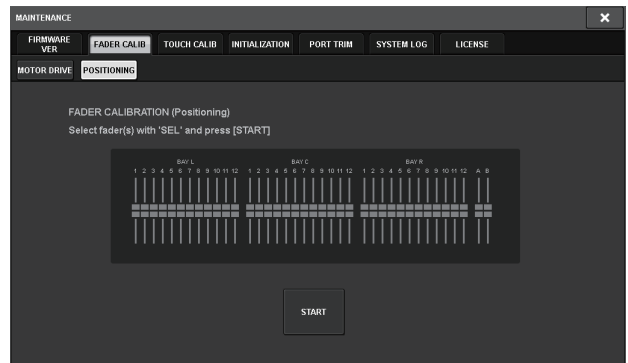 MAINTENANCE
FIRMWARE VER
FADER CALIB
TOUCH CALIB
INITIALIZATION
PORT TRIM
SYSTEM LOG
LICENSE
MOTOR DRIVE
POSITIONING
FADER CALIBRATION (Positioning)
Select fader(s) with 'SEL' and press [START]
BAY L BAY C BAY R
1 2 3 4 5 6 7 8 9 10 11 12 1 2 3 4 5 6 7 8 9 10 11 12 1 2 3 4 5 6 7 8 9 10 11 12 A B
START